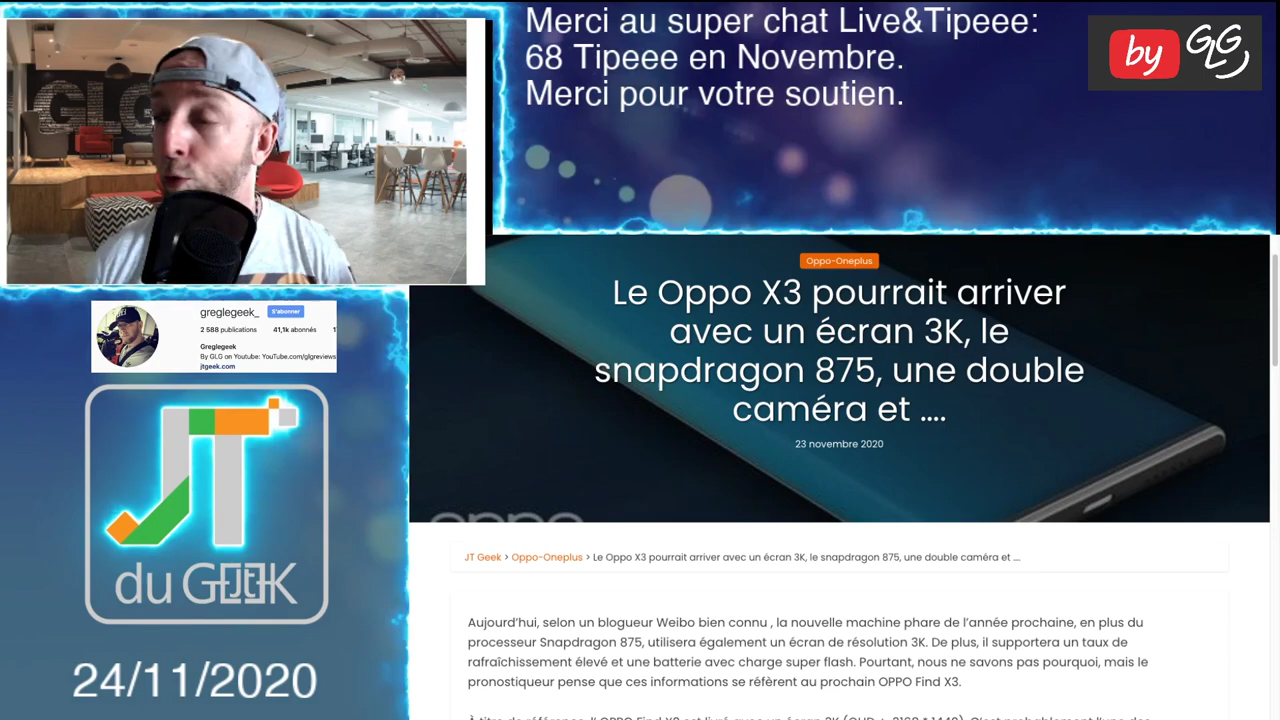 Merci au super chat Live&Tipeee:
68 Tipeee en Novembre.
Merci pour votre soutien.
by GLG
GLG
greglegeek_ S'abonner
2 588 publications 41,1k abonnés 1
Greglegeek
By GLG on Youtube: YouTube.com/glgreviews
jtgeek.com
JT
du GEEK
24/11/2020
Oppo-Oneplus
Le Oppo X3 pourrait arriver
avec un écran 3K, le
snapdragon 875, une double
caméra et ....
23 novembre 2020
oppo
JT Geek > Oppo-Oneplus > Le Oppo X3 pourrait arriver avec un écran 3K, le snapdragon 875, une double caméra et ....
Aujourd'hui, selon un blogueur Weibo bien connu , la nouvelle machine phare de l'année prochaine, en plus du
processeur Snapdragon 875, utilisera également un écran de résolution 3K. De plus, il supportera un taux de
rafraîchissement élevé et une batterie avec charge super flash. Pourtant, nous ne savons pas pourquoi, mais le
pronostiqueur pense que ces informations se réfèrent au prochain OPPO Find X3.